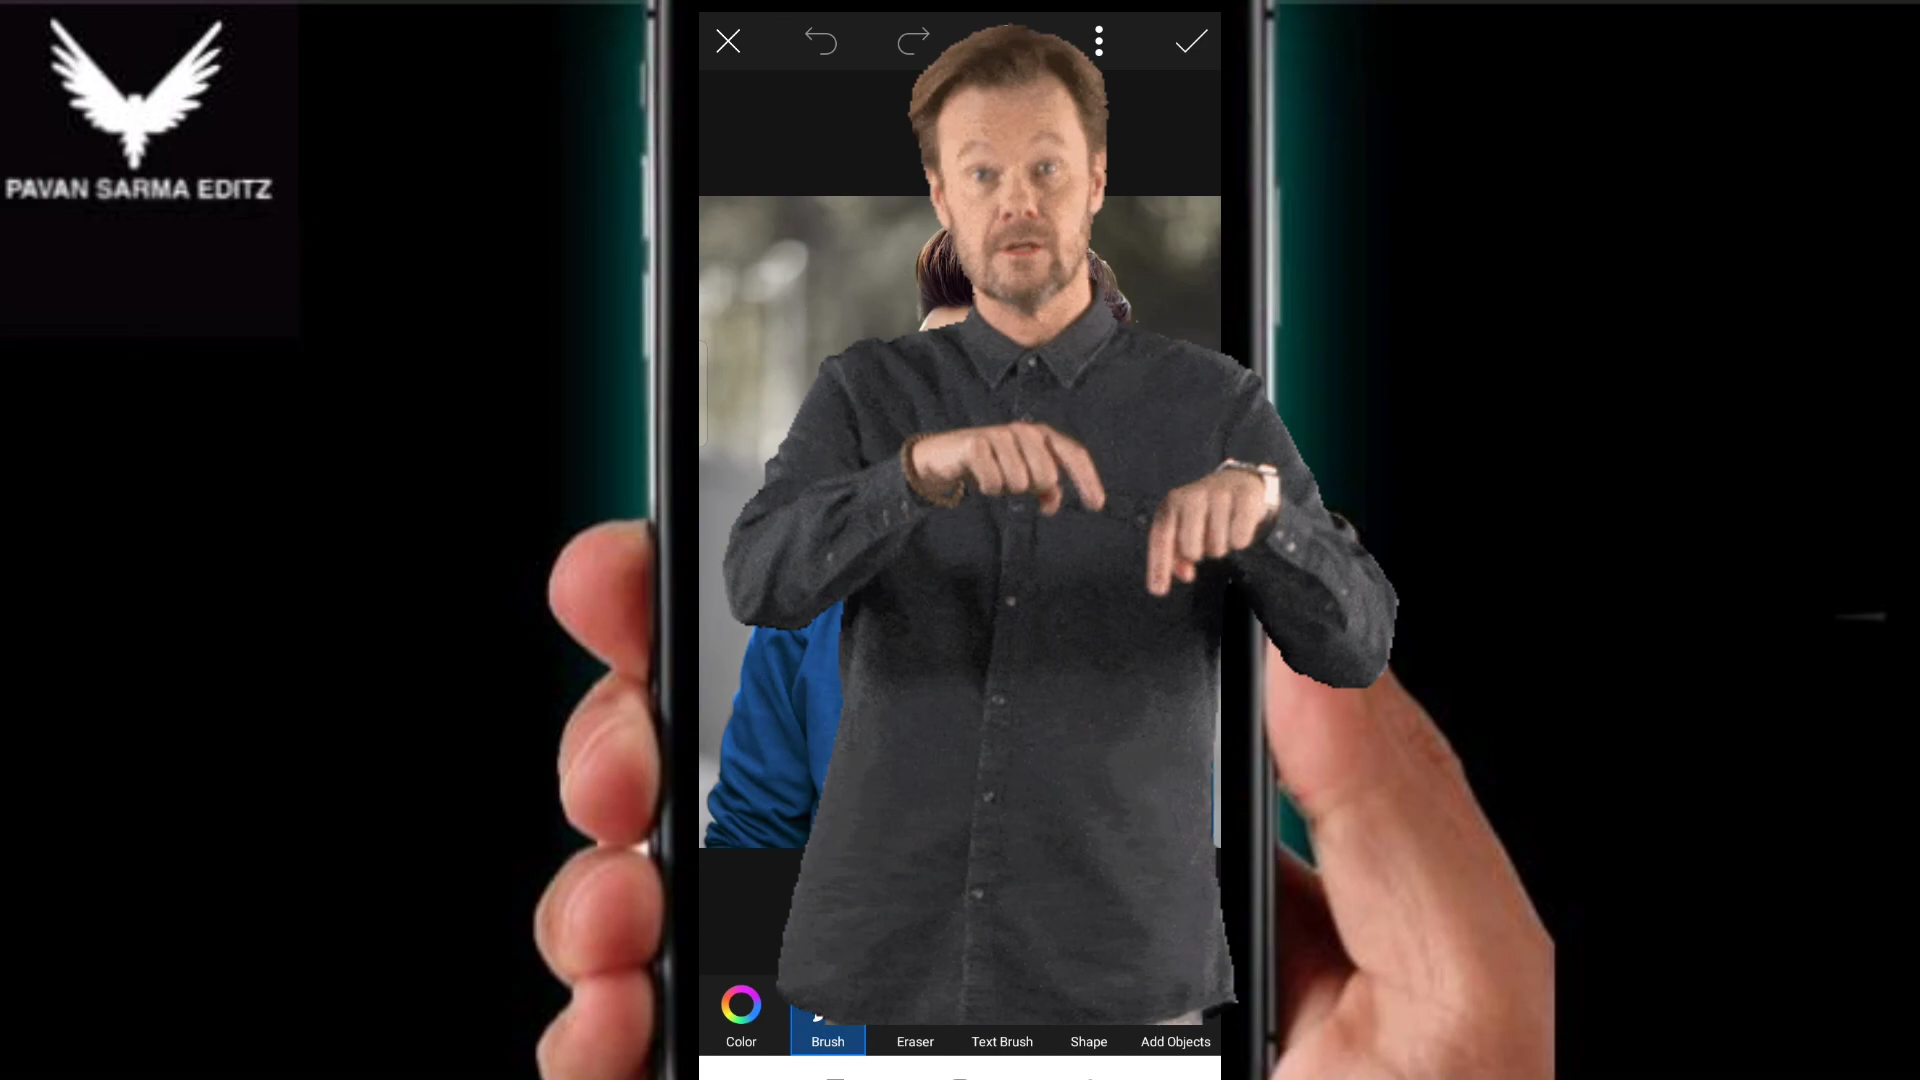 PAVAN SARMA EDITZ
Color
Brush
Eraser
Text Brush
Shape
Add Objects